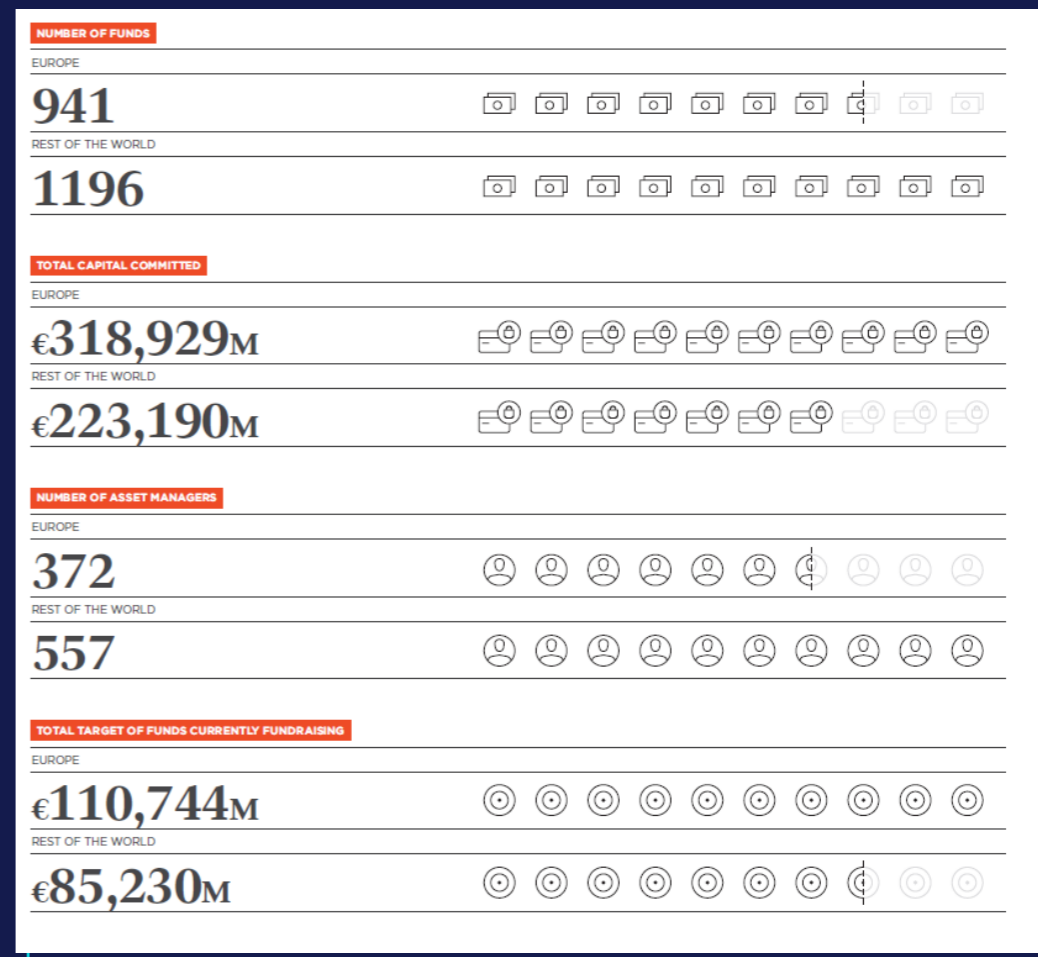 NUMBER OF FUNDS
EUROPE
941
REST OF THE WORLD
1196
TOTAL CAPITAL COMMITTED
EUROPE
€318,929M
REST OF THE WORLD
€223,190M
NUMBER OF ASSET MANAGERS
EUROPE
372
REST OF THE WORLD
557
TOTAL TARGET OF FUNDS CURRENTLY FUNDRAISING
EUROPE
€110,744M
REST OF THE WORLD
€85,230M